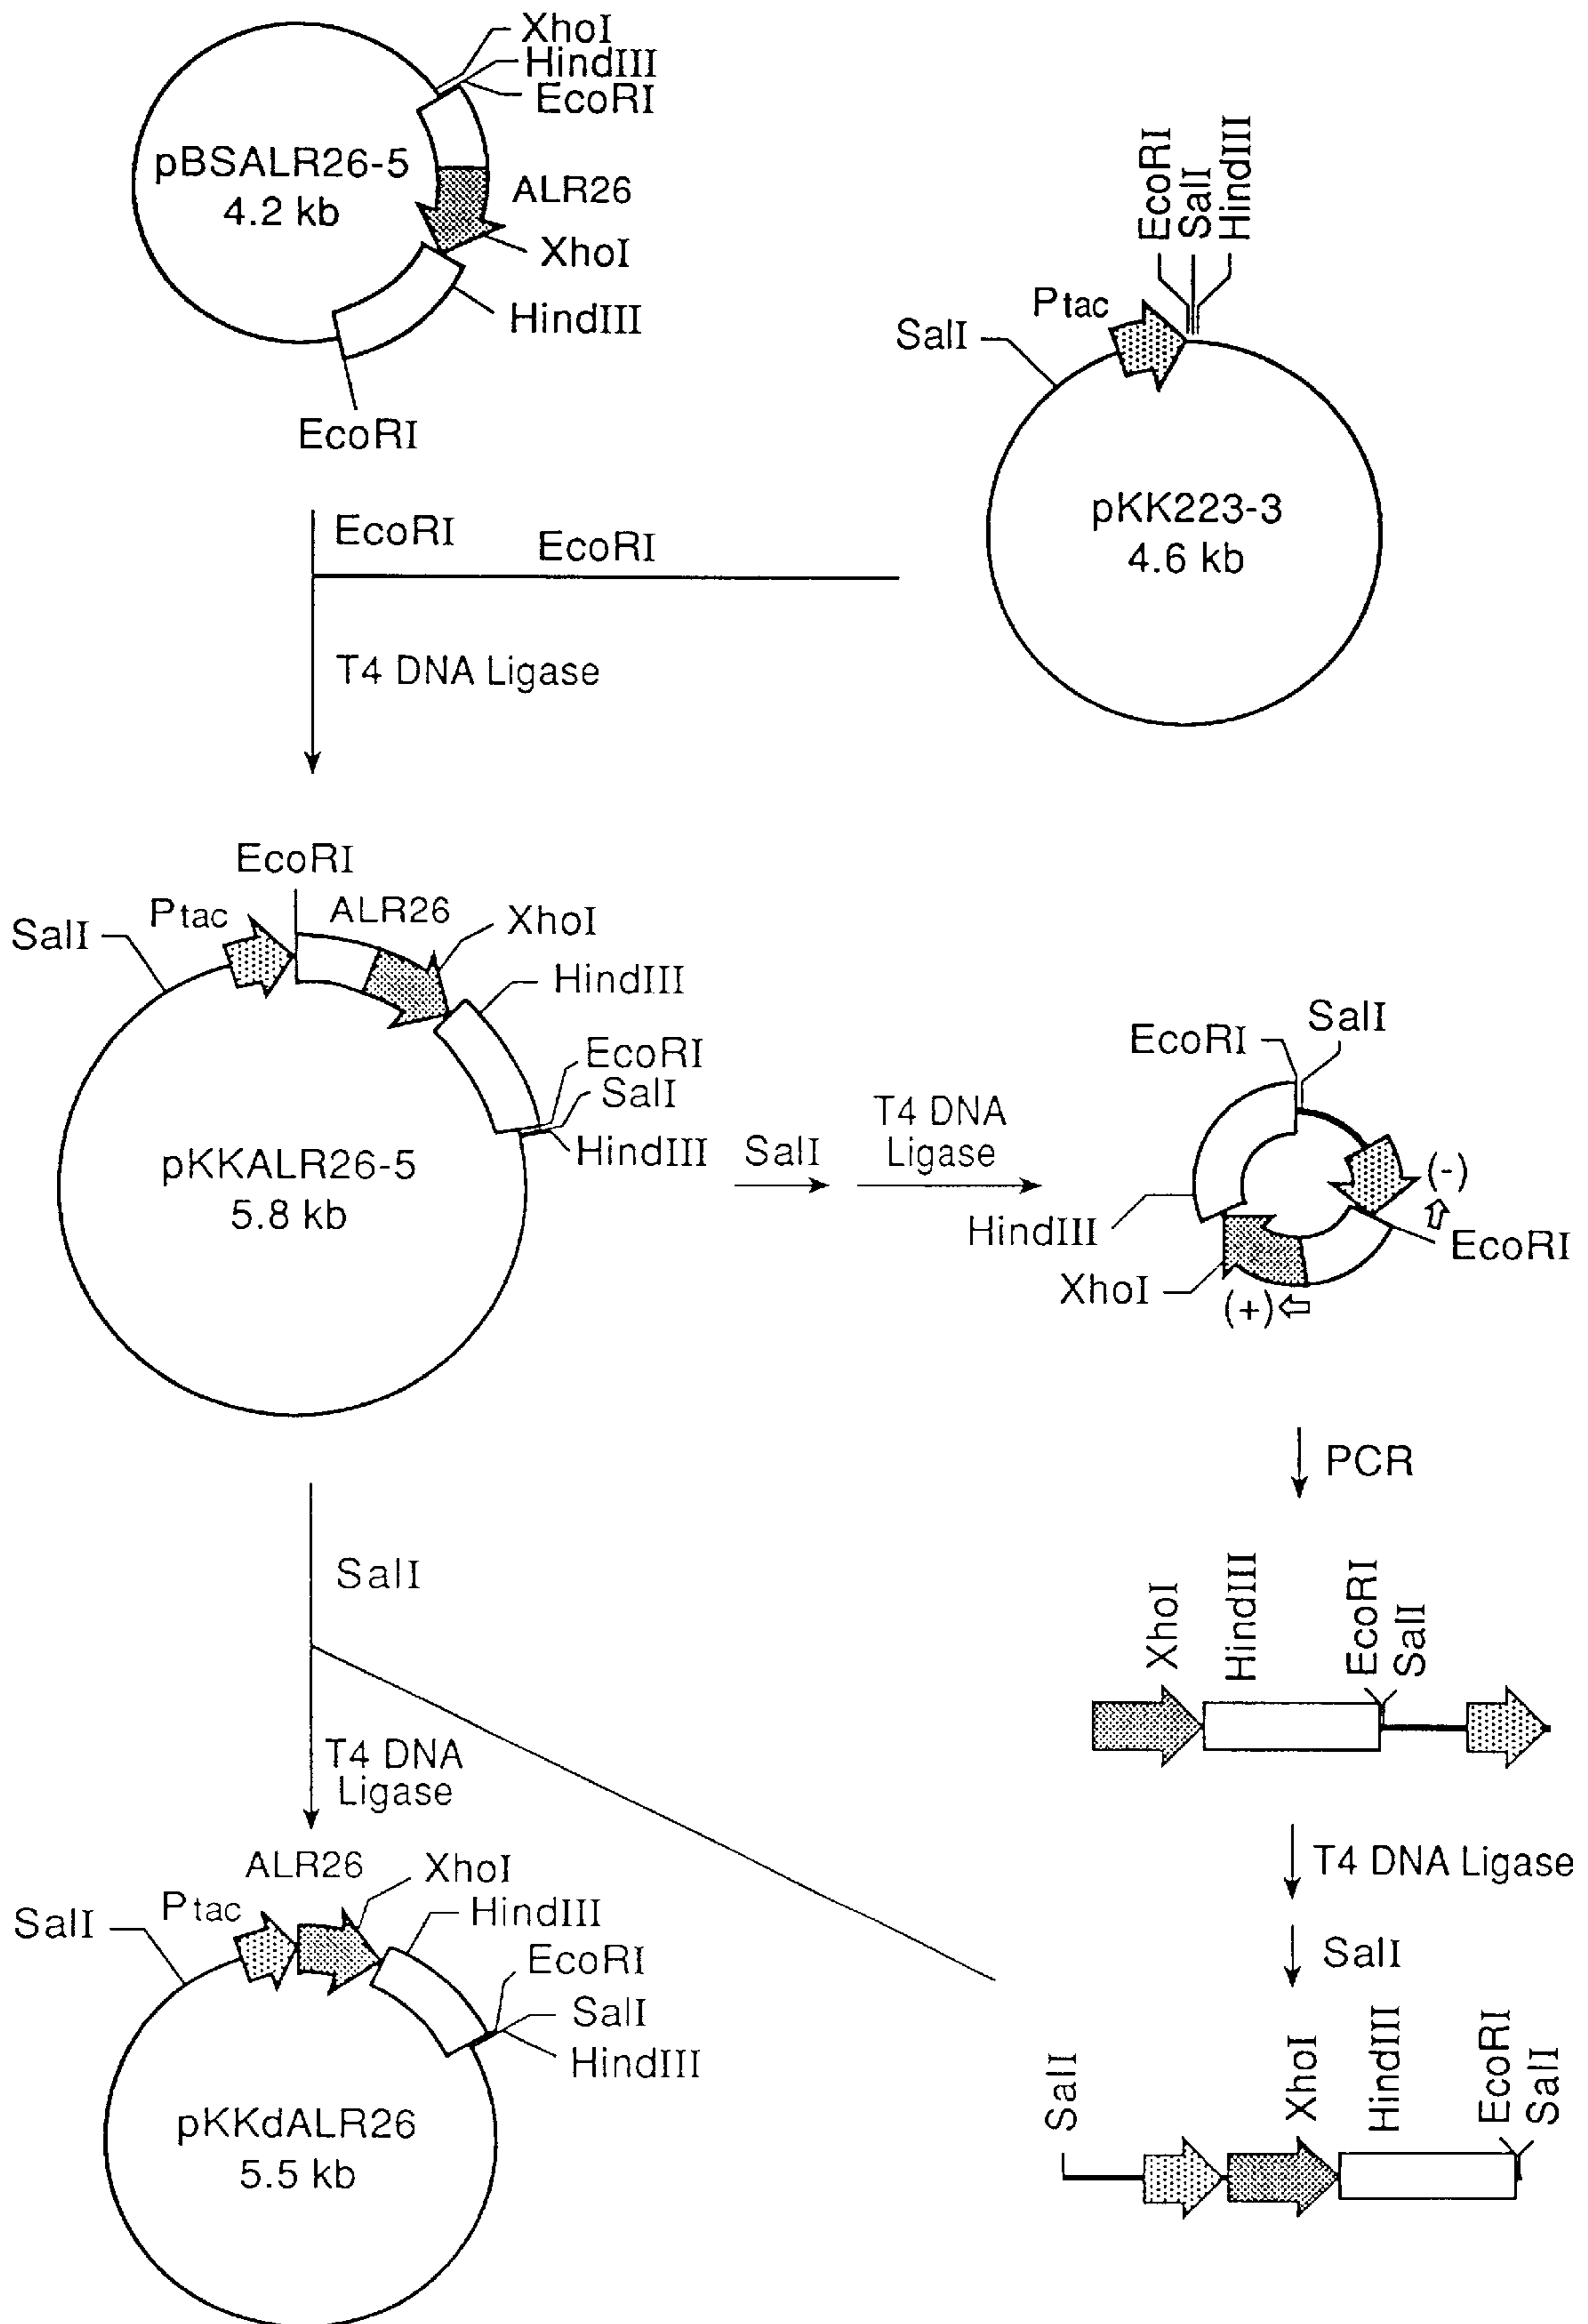 XhoI
HindIII
EcoRI
pBSALR26-5
4.2 kb
ALR26
XhoI
HindIII
EcoRI
EcoRI
SalI
HindIII
Ptac
SalI
pKK223-3
4.6 kb
EcoRI
EcoRI
T4 DNA Ligase
EcoRI
Ptac
ALR26
XhoI
SalI
HindIII
EcoRI
SalI
HindIII
pKKALR26-5
5.8 kb
SalI
T4 DNA
Ligase
EcoRI
SalI
(-)
HindIII
EcoRI
XhoI
(+)
PCR
SalI
T4 DNA
Ligase
XhoI
HindIII
EcoRI
SalI
T4 DNA Ligase
SalI
ALR26
XhoI
Ptac
HindIII
SalI
EcoRI
SalI
HindIII
pKKdALR26
5.5 kb
SalI
XhoI
HindIII
EcoRI
SalI